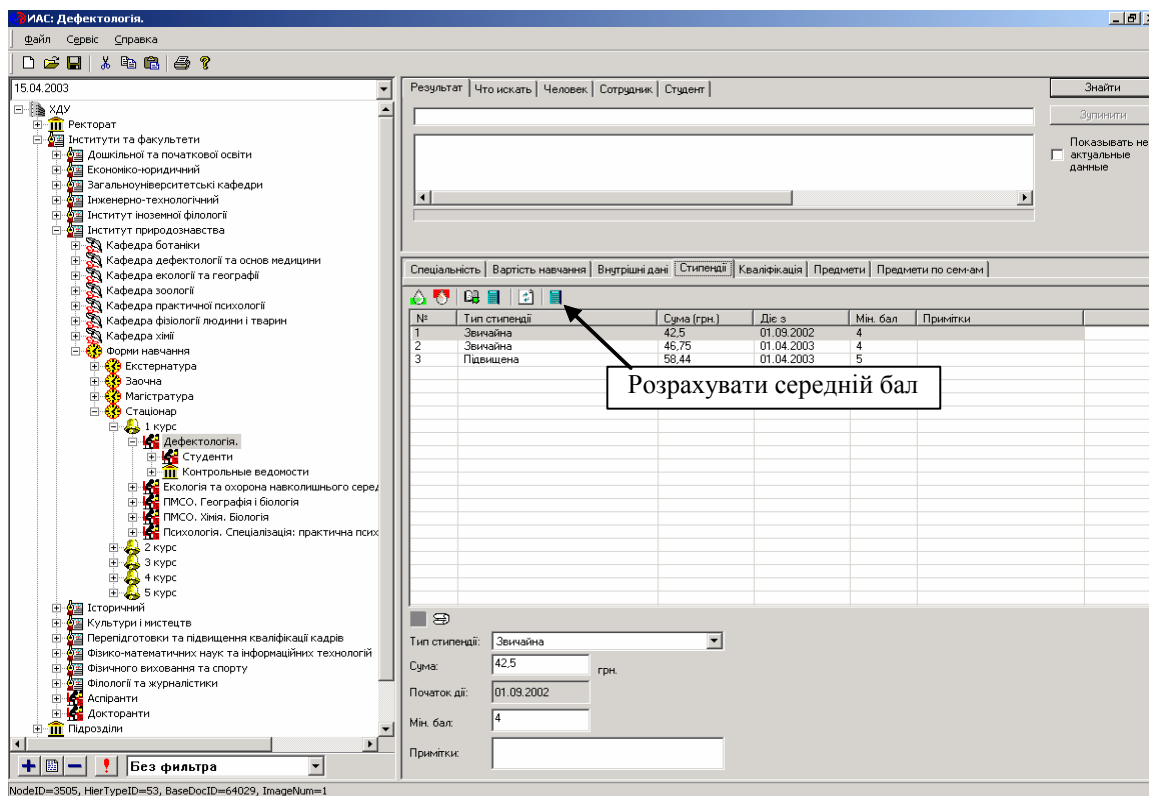 ИАС: Дефектологія.
Файл Сервіс Справка
15.04.2003
ХДУ
Ректорат
Інститути та факультети
Дошкільної та початкової освіти
Економіко-юридичний
Загальноуніверситетські кафедри
Інженерно-технологічний
Інститут іноземної філології
Інститут природознавства
Кафедра ботаніки
Кафедра дефектології та основ медицини
Кафедра екології та географії
Кафедра зоології
Кафедра практичної психології
Кафедра фізіології людини і тварин
Кафедра хімії
Форми навчання
Екстернатура
Заочна
Магістратура
Стаціонар
1 курс
Дефектологія.
Студенти
Контрольные ведомости
Екологія та охорона навколишнього серед
ПМСО. Географія і біологія
ПМСО. Хімія. Біологія
Психологія. Спеціалізація: практична псих
2 курс
3 курс
4 курс
5 курс
Історичний
Культури і мистецтв
Перепідготовки та підвищення кваліфікації кадрів
Фізико-математичних наук та інформаційних технологій
Фізичного виховання та спорту
Філології та журналістики
Аспіранти
Докторанти
Підрозділи
Без фильтра
NodeID=3505, HierTypeID=53, BaseDocID=64029, ImageNum=1
Результат Что искать Человек Сотрудник Студент
Знайти
Зупинити
Показывать не
актуальные
данные
Спеціальність Вартість навчання Внутрішні дані Стипендії Кваліфікація Предмети Предмети по сем-ам
№ Тип стипендії Сума (грн.) Діє з Мін. бал Примітки
1 Звичайна 42,5 01.09.2002 4
2 Звичайна 46,75 01.04.2003 4
3 Підвищена 58,44 01.04.2003 5
Розрахувати середній бал
Тип стипендії: Звичайна
Сума: 42,5 грн.
Початок дії: 01.09.2002
Мін. бал: 4
Примітки: